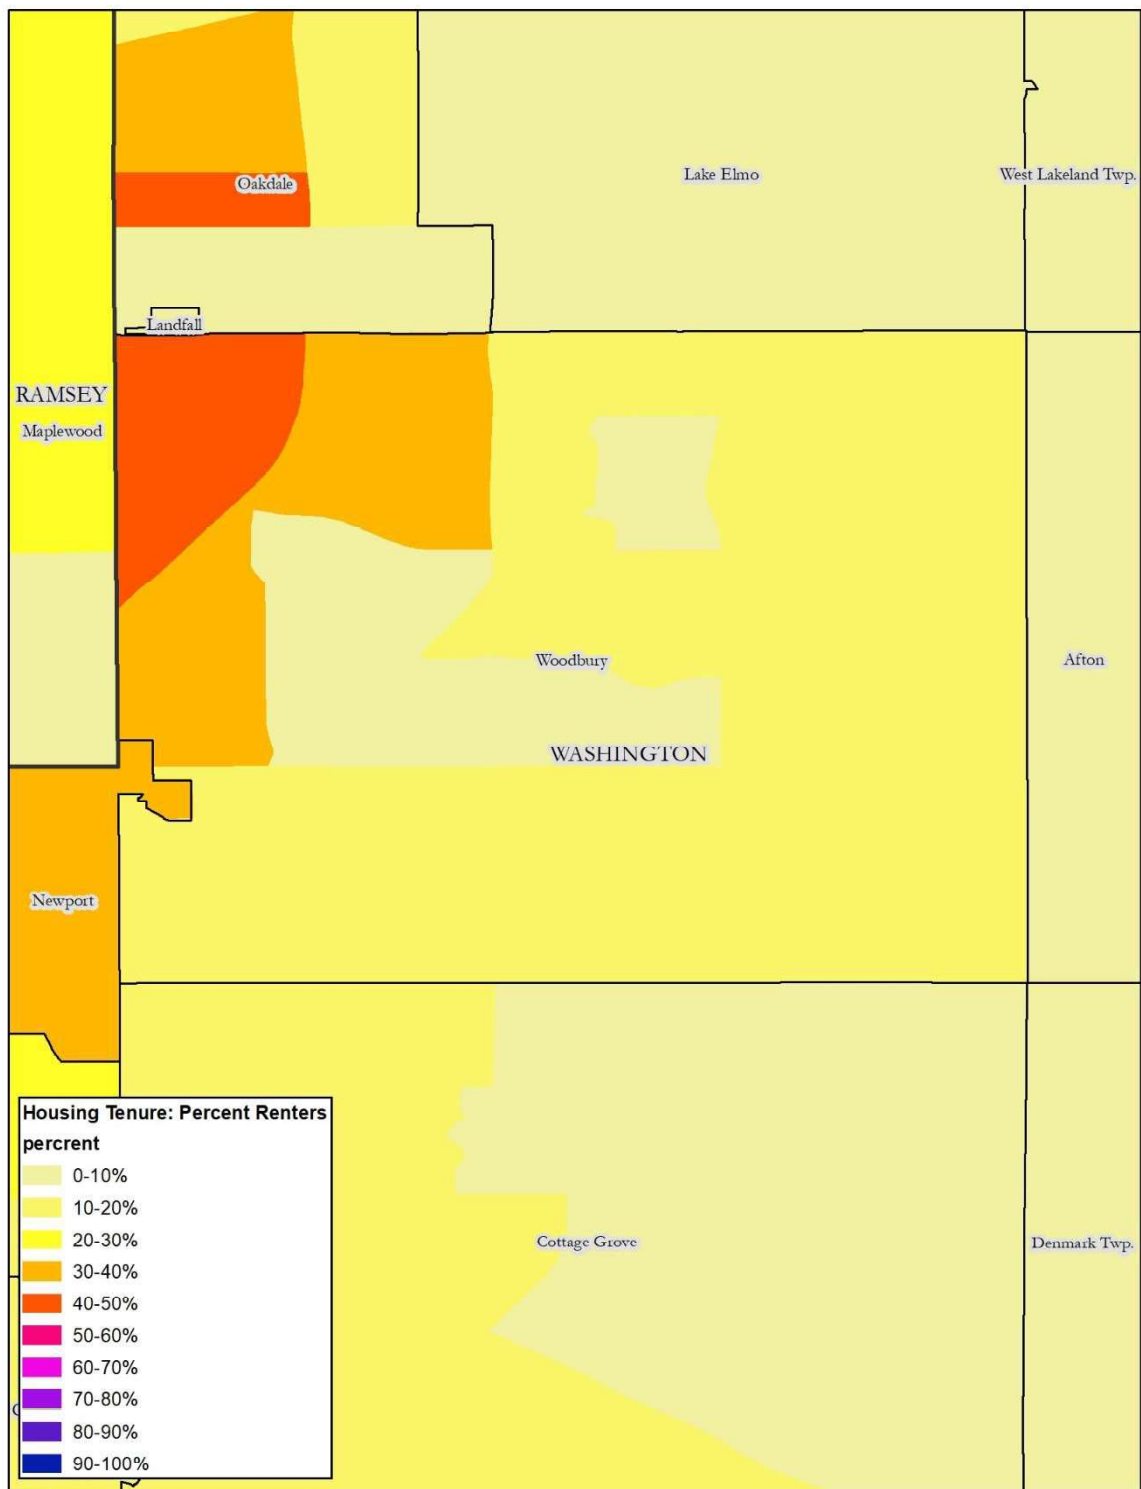 Oakdale
Lake Elmo
West Lakeland Twp.
Landfall
RAMSEY
Maplewood
Woodbury
Afton
WASHINGTON
Newport
Cottage Grove
Denmark Twp.
Housing Tenure: Percent Renters
percrent
0-10%
10-20%
20-30%
30-40%
40-50%
50-60%
60-70%
70-80%
80-90%
90-100%